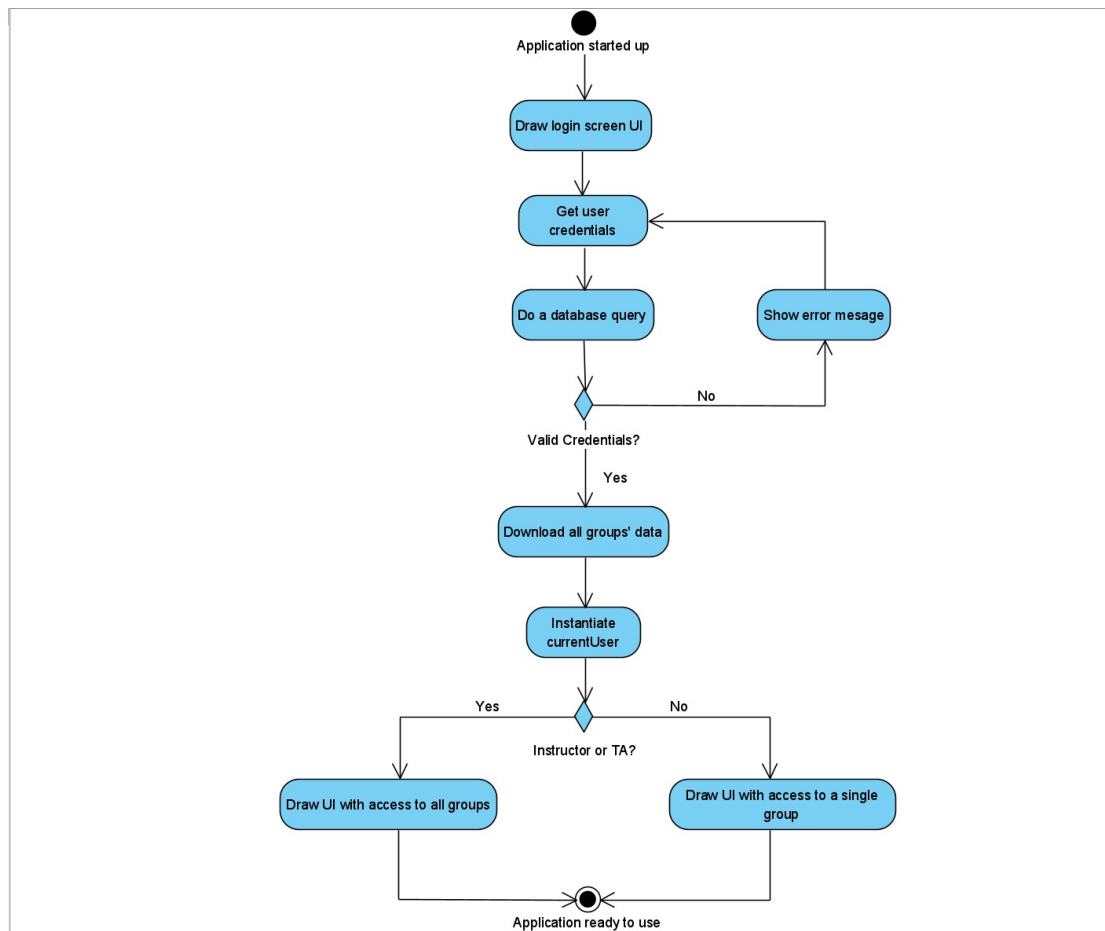 Application started up
Draw login screen UI
Get user
credentials
Do a database query
Show error mesage
No
Valid Credentials?
Yes
Download all groups' data
Instantiate
currentUser
Yes
No
Instructor or TA?
Draw UI with access to all groups
Draw UI with access to a single
group
Application ready to use